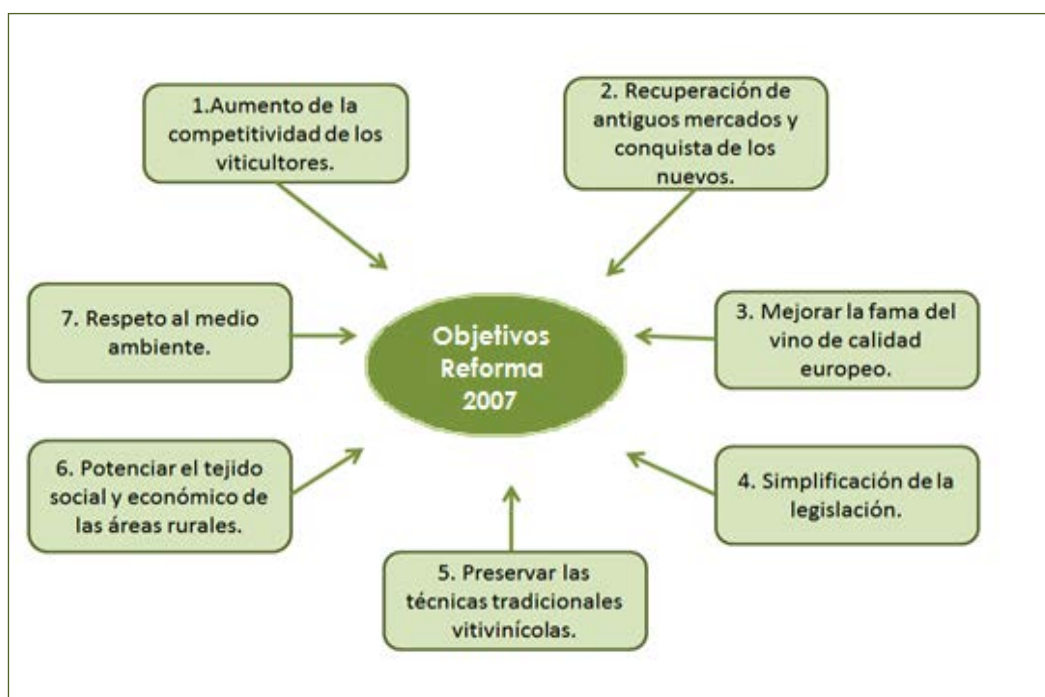 1.Aumento de la
competitividad de los
viticultores.
2. Recuperación de
antiguos mercados y
conquista de los
nuevos.
3. Mejorar la fama del
vino de calidad
europeo.
4. Simplificación de la
legislación.
5. Preservar las
técnicas tradicionales
vitivinícolas.
6. Potenciar el tejido
social y económico de
las áreas rurales.
7. Respeto al medio
ambiente.
Objetivos
Reforma
2007